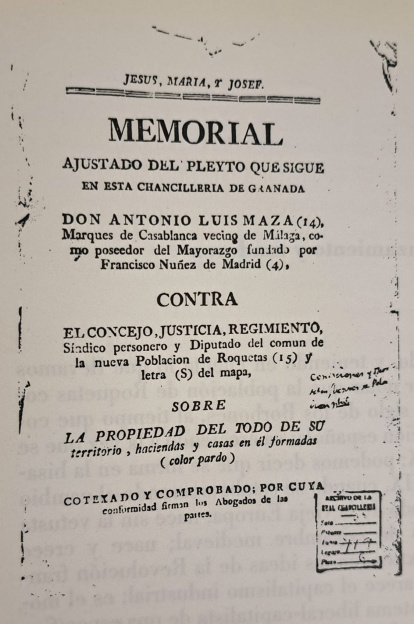 JESUS, MARIA, Y JOSEF.
MEMORIAL
AJUSTADO DEL PLEYTO QUE SIGUE
EN ESTA CHANCILLERIA DE GRANADA
DON ANTONIO LUIS MAZA (14),
Marques de Casablanca vecino de Malaga, co-
mo poseedor del Mayorazgo fundado por
Francisco Nuñez de Madrid (4),
CONTRA
EL CONCEJO, JUSTICIA, REGIMIENTO,
Síndico personero y Diputado del comun de
la nueva Poblacion de Roquetas (15) y
letra (S) del mapa,
SOBRE
LA PROPIEDAD DEL TODO DE SU
territorio, haciendas y casas en él formadas
(color pardo)
COTEXADO Y COMPROBADO; POR CUYA
conformidad firman los Abogados de las
partes.
ARCHIVO DE LA
REAL CHANCILLERIA
Sala
Estante